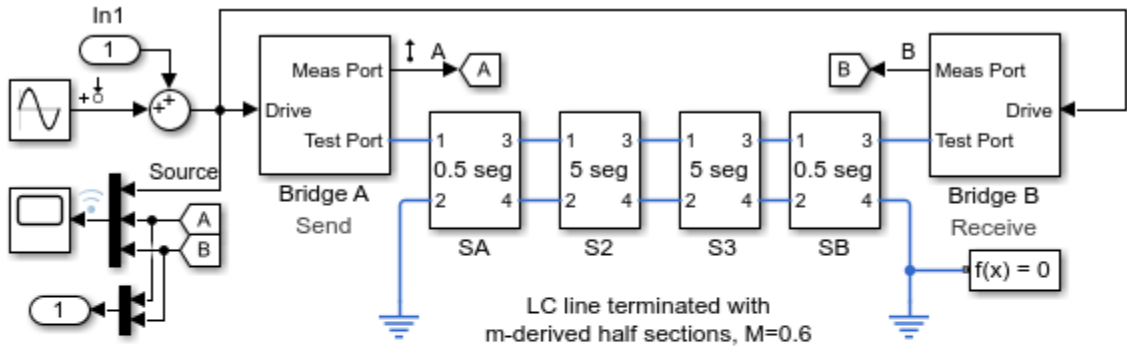 In1
1
A
A
B
B
Meas Port
Drive
Test Port
Meas Port
Drive
Test Port
+
+
+
1
3
0.5 seg
2
4
1
3
5 seg
2
4
1
3
5 seg
2
4
1
3
0.5 seg
2
4
Source
Bridge A
Send
Bridge B
Receive
SA
S2
S3
SB
A
B
f(x) = 0
1
LC line terminated with
m-derived half sections, M=0.6